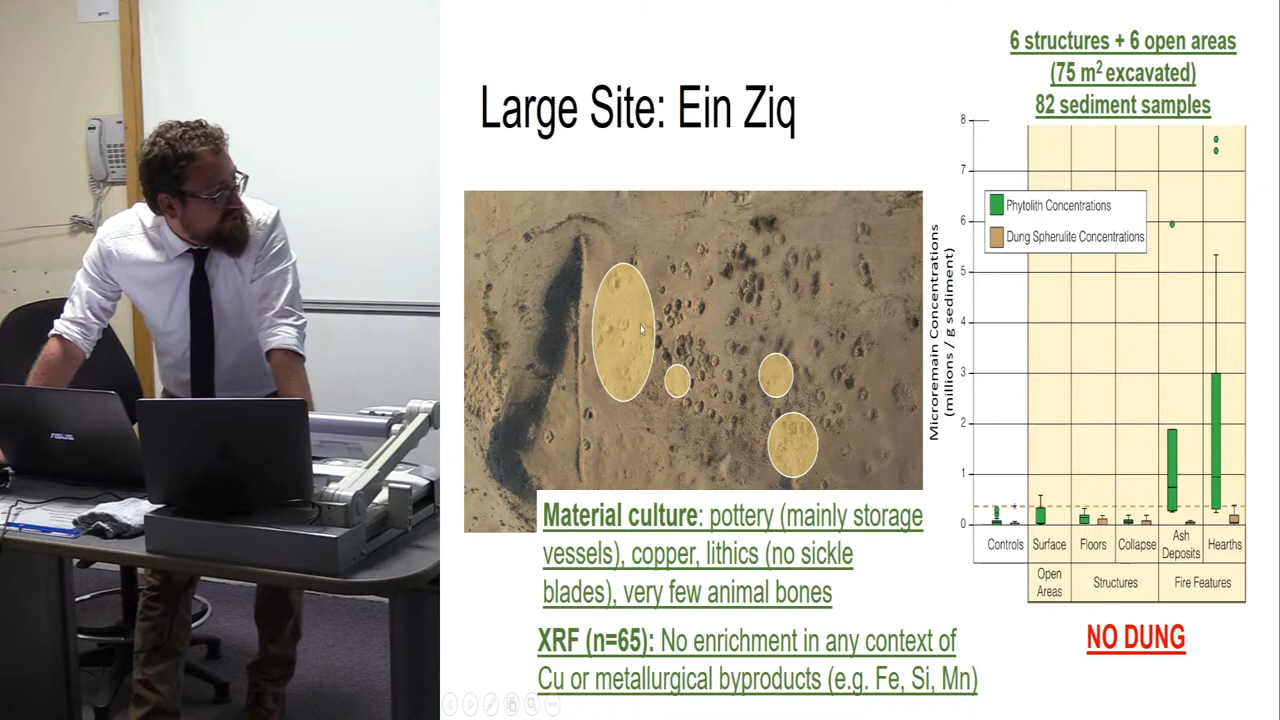 6 structures + 6 open areas
(75 m² excavated)
82 sediment samples
Large Site: Ein Ziq
8
7
6
5
4
3
2
1
0
Microremain Concentrations
(millions / g sediment)
Phytolith Concentrations
Dung Spherulite Concentrations
Controls
Surface
Floors
Collapse
Ash
Deposits
Hearths
Open
Areas
Structures
Fire Features
NO DUNG
Material culture: pottery (mainly storage
vessels), copper, lithics (no sickle
blades), very few animal bones
XRF (n=65): No enrichment in any context of
Cu or metallurgical byproducts (e.g. Fe, Si, Mn)
ASUS